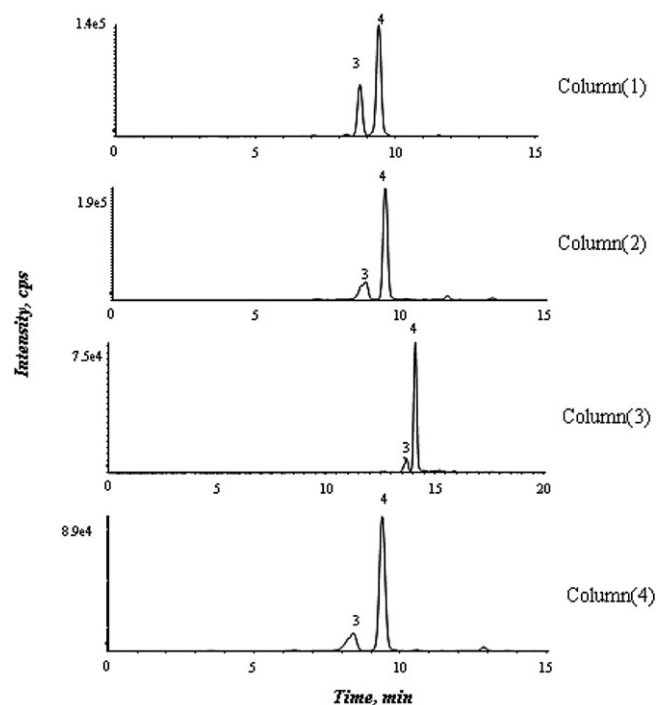 1.4e5
3
4
Column(1)
0 5 10 15
1.9e5
3
4
Column(2)
0 5 10 15
7.5e4
3
4
Column(3)
0 5 10 15 20
8.9e4
3
4
Column(4)
0 5 10 15
Intensity, cps
Time, min